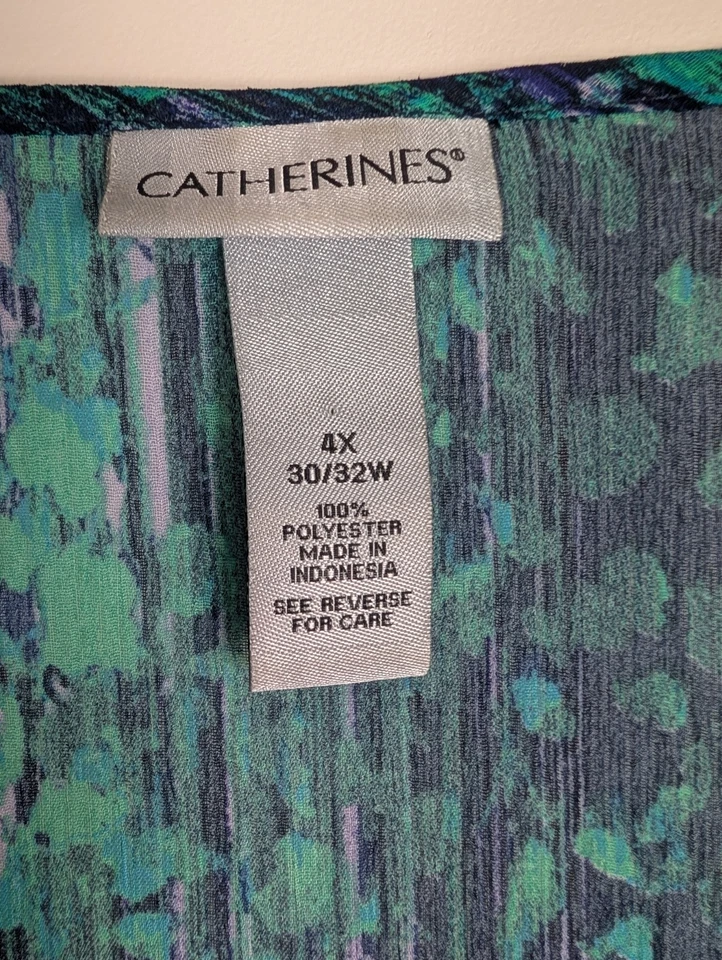 CATHERINES®
4X
30/32W
100%
POLYESTER
MADE IN
INDONESIA
SEE REVERSE
FOR CARE